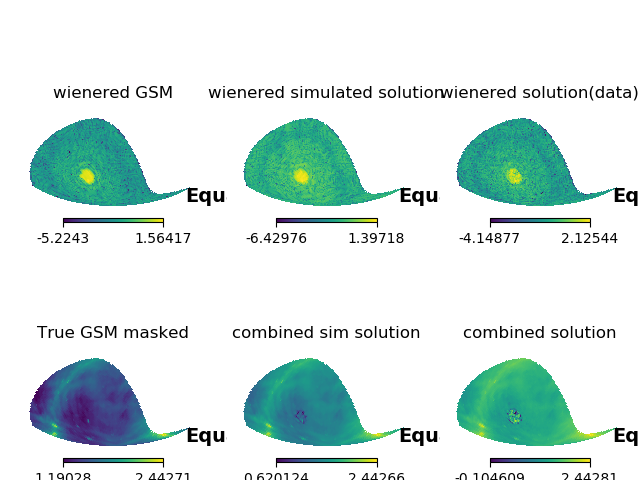 wienered GSM
wienered simulated solution
wienered solution(data)
Equ
Equ
Eq
-5.2243 1.56417
-6.42976 1.39718
-4.14877 2.12544
True GSM masked
combined sim solution
combined solution
Equ
Equ
Eq
1.19028 2.44271
0.620124 2.44266
-0.104609 2.44281